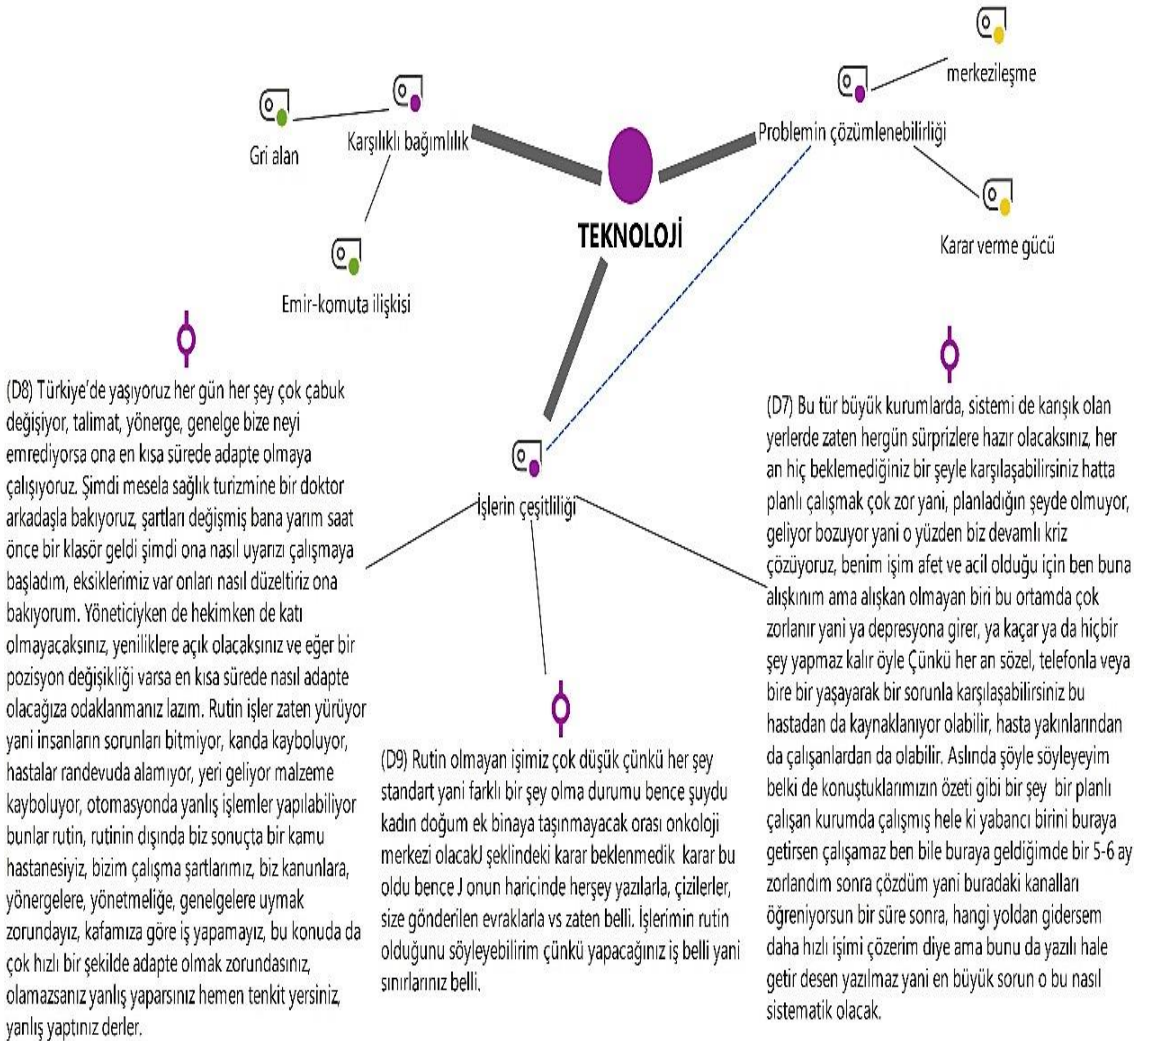 merkezileşme
Karşılıklı bağımlılık
Problemin çözümlenebilirliği
Gri alan
TEKNOLOJİ
Karar verme gücü
Emir-komuta ilişkisi
İşlerin çeşitliliği
(D8) Türkiye'de yaşıyoruz her gün her şey çok çabuk
değişiyor, talimat, yönerge, genelge bize neyi
emrediyorsa ona en kısa sürede adapte olmaya
çalışıyoruz. Şimdi mesela sağlık turizmine bir doktor
arkadaşla bakıyoruz, şartları değişmiş bana yarım saat
önce bir klasör geldi şimdi ona nasıl uyarızı çalışmaya
başladım, eksiklerimiz var onları nasıl düzeltiriz ona
bakıyorum. Yöneticiyken de hekimken de katı
olmayacaksınız, yeniliklere açık olacaksınız ve eğer bir
pozisyon değişikliği varsa en kısa sürede nasıl adapte
olacağıza odaklanmanız lazım. Rutin işler zaten yürüyor
yani insanların sorunları bitmiyor, kanda kayboluyor,
hastalar randevuda alamıyor, yeri geliyor malzeme
kayboluyor, otomasyonda yanlış işlemler yapılabiliyor
bunlar rutin, rutinin dışında biz sonuçta bir kamu
hastanesiyiz, bizim çalışma şartlarımız, biz kanunlara,
yönergelere, yönetmeliğe, genelgelere uymak
zorundayız, kafamıza göre iş yapamayız, bu konuda da
çok hızlı bir şekilde adapte olmak zorundasınız,
olamazsanız yanlış yaparsınız hemen tenkit yersiniz,
yanlış yaptınız derler.
(D9) Rutin olmayan işimiz çok düşük çünkü her şey
standart yani farklı bir şey olma durumu bence şuydu
kadın doğum ek binaya taşınmayacak orası onkoloji
merkezi olacakJ şeklindeki karar beklenmedik karar bu
oldu bence J onun haricinde herşey yazılarla, çizilerler,
size gönderilen evraklarla vs zaten belli. İşlerimin rutin
olduğunu söyleyebilirim çünkü yapacağınız iş belli yani
sınırlarınız belli.
(D7) Bu tür büyük kurumlarda, sistemi de karışık olan
yerlerde zaten hergün sürprizlere hazır olacaksınız, her
an hiç beklemediğiniz bir şeyle karşılaşabilirsiniz hatta
planlı çalışmak çok zor yani, planladığın şeyde olmuyor,
geliyor bozuyor yani o yüzden biz devamlı kriz
çözüyoruz, benim işim afet ve acil olduğu için ben buna
alışkınım ama alışkan olmayan biri bu ortamda çok
zorlanır yani ya depresyona girer, ya kaçar ya da hiçbir
şey yapmaz kalır öyle Çünkü her an sözel, telefonla veya
bire bir yaşayarak bir sorunla karşılaşabilirsiniz bu
hastadan da kaynaklanıyor olabilir, hasta yakınlarından
da çalışanlardan da olabilir. Aslında şöyle söyleyeyim
belki de konuştuklarımızın özeti gibi bir şey bir planlı
çalışan kurumda çalışmış hele ki yabancı birini buraya
getirsen çalışamaz ben bile buraya geldiğimde bir 5-6 ay
zorlandım sonra çözdüm yani buradaki kanalları
öğreniyorsun bir süre sonra, hangi yoldan gidersem
daha hızlı işimi çözerim diye ama bunu da yazılı hale
getir desen yazılmaz yani en büyük sorun o bu nasıl
sistematik olacak.